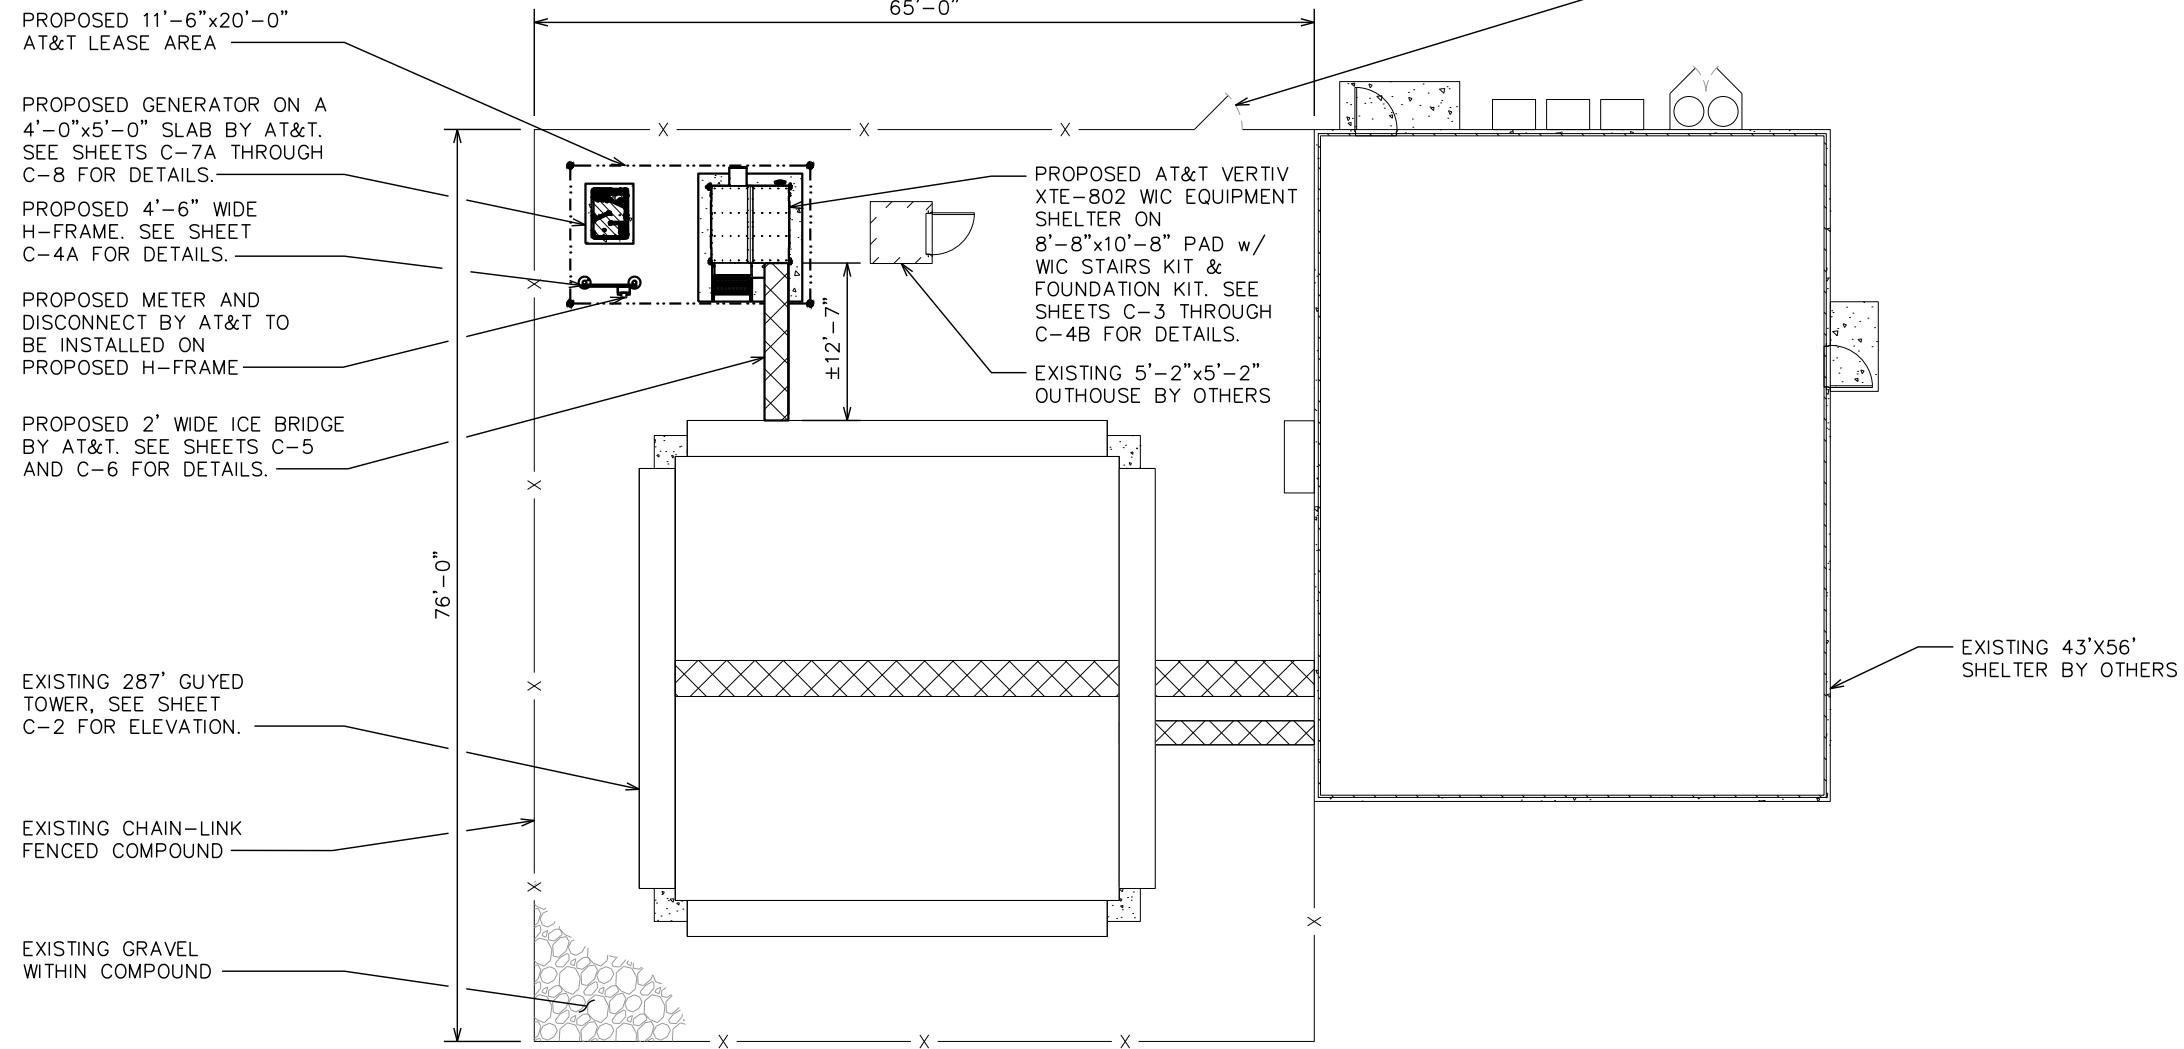 PROPOSED 11'-6"x20'-0"
AT&T LEASE AREA
PROPOSED GENERATOR ON A
4'-0"x5'-0" SLAB BY AT&T.
SEE SHEETS C-7A THROUGH
C-8 FOR DETAILS.
PROPOSED 4'-6" WIDE
H-FRAME. SEE SHEET
C-4A FOR DETAILS.
PROPOSED METER AND
DISCONNECT BY AT&T TO
BE INSTALLED ON
PROPOSED H-FRAME
PROPOSED 2' WIDE ICE BRIDGE
BY AT&T. SEE SHEETS C-5
AND C-6 FOR DETAILS.
EXISTING 287' GUYED
TOWER, SEE SHEET
C-2 FOR ELEVATION.
EXISTING CHAIN-LINK
FENCED COMPOUND
EXISTING GRAVEL
WITHIN COMPOUND
65'-0"
76'-0"
±12'-7"
PROPOSED AT&T VERTIV
XTE-802 WIC EQUIPMENT
SHELTER ON
8'-8"x10'-8" PAD w/
WIC STAIRS KIT &
FOUNDATION KIT. SEE
SHEETS C-3 THROUGH
C-4B FOR DETAILS.
EXISTING 5'-2"x5'-2"
OUTHOUSE BY OTHERS
EXISTING 43'X56'
SHELTER BY OTHERS